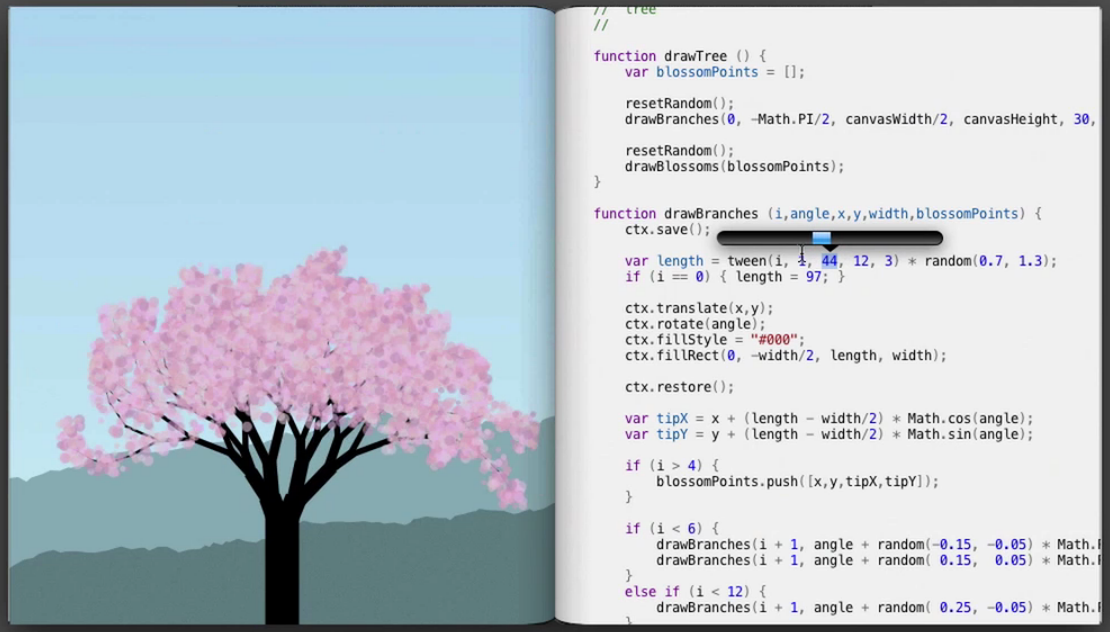 // tree
//
function drawTree () {
var blossomPoints = [];
resetRandom();
drawBranches(0, -Math.PI/2, canvasWidth/2, canvasHeight, 30,
resetRandom();
drawBlossoms(blossomPoints);
}
function drawBranches (i,angle,x,y,width,blossomPoints) {
ctx.save();
var length = tween(i, 1, 44, 12, 3) * random(0.7, 1.3);
if (i == 0) { length = 97; }
ctx.translate(x,y);
ctx.rotate(angle);
ctx.fillStyle = "#000";
ctx.fillRect(0, -width/2, length, width);
ctx.restore();
var tipX = x + (length - width/2) * Math.cos(angle);
var tipY = y + (length - width/2) * Math.sin(angle);
if (i > 4) {
blossomPoints.push([x,y,tipX,tipY]);
}
if (i < 6) {
drawBranches(i + 1, angle + random(-0.15, -0.05) * Math.
drawBranches(i + 1, angle + random( 0.15,  0.05) * Math.
}
else if (i < 12) {
drawBranches(i + 1, angle + random( 0.25, -0.05) * Math.
}